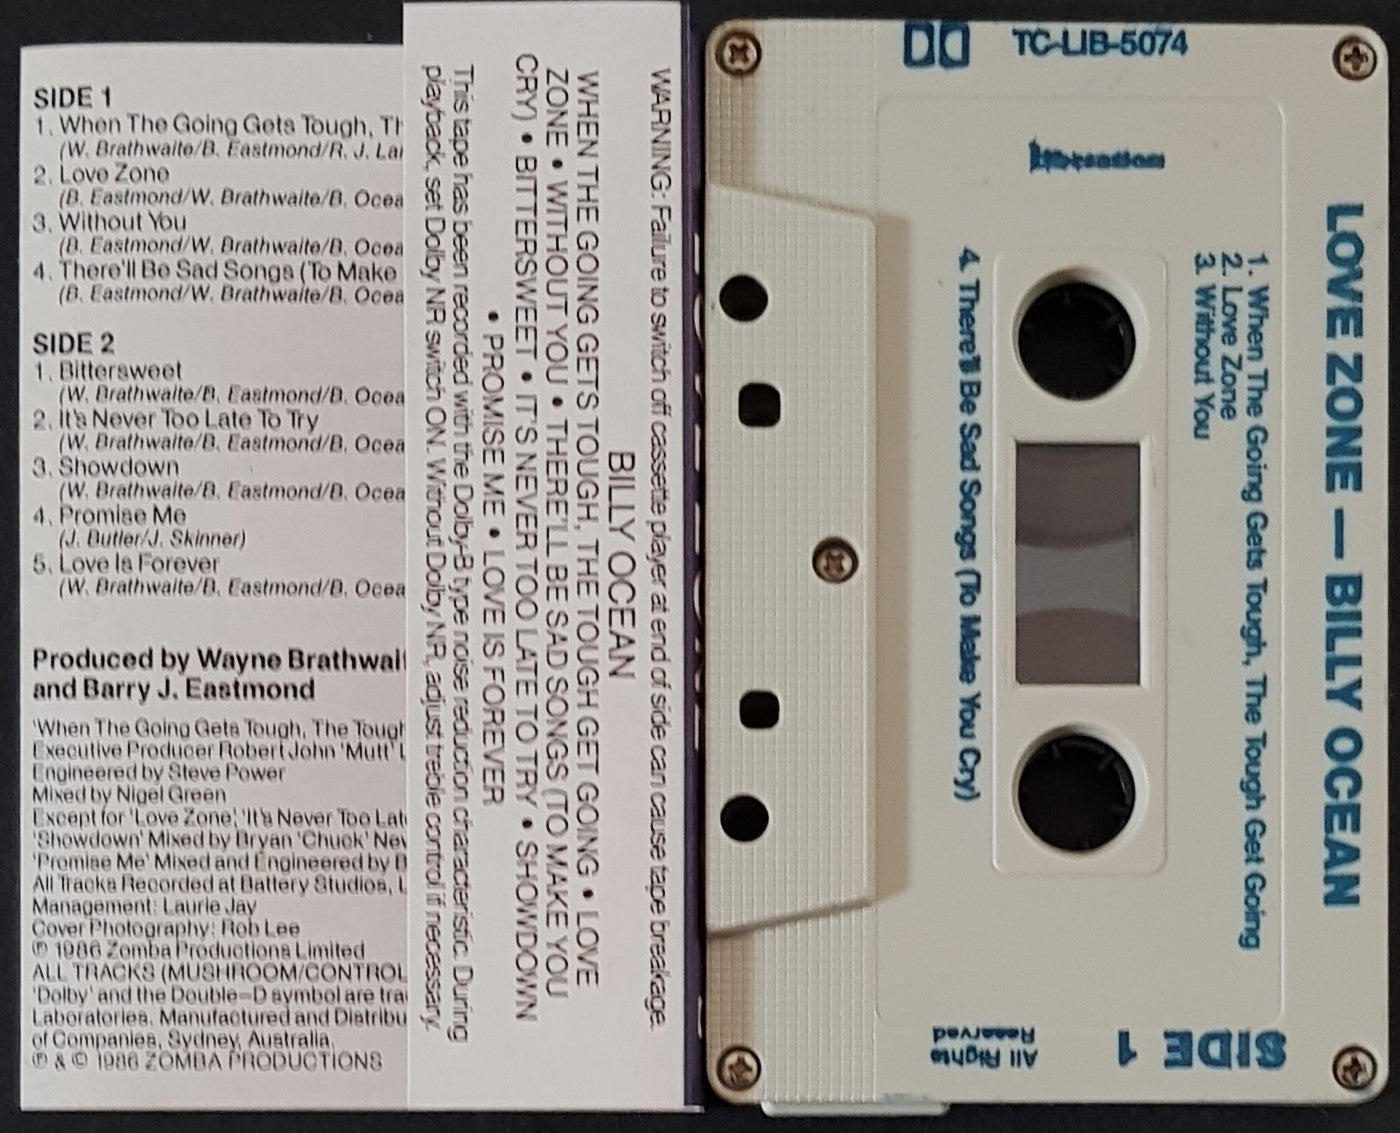 SIDE 1
1. When The Going Gets Tough, Th
(W. Brathwaite/B. Eastmond/R. J. Lan
2. Love Zone
(B. Eastmond/W. Brathwaite/B. Ocea
3. Without You
(B. Eastmond/W. Brathwaite/B. Ocea
4. There'll Be Sad Songs (To Make
(B. Eastmond/W. Brathwaite/B. Ocea
SIDE 2
1. Bittersweet
(W. Brathwaite/B. Eastmond/B. Ocea
2. It's Never Too Late To Try
(W. Brathwaite/B. Eastmond/B. Ocea
3. Showdown
(W. Brathwaite/B. Eastmond/B. Ocea
4. Promise Me
(J. Butler/J. Skinner)
5. Love Is Forever
(W. Brathwaite/B. Eastmond/B. Ocea
Produced by Wayne Brathwait
and Barry J. Eastmond
'When The Going Gets Tough, The Tough
Executive Producer Robert John 'Mutt' L
Engineered by Steve Power
Mixed by Nigel Green
Except for 'Love Zone', 'It's Never Too Late
'Showdown' Mixed by Bryan 'Chuck' New
'Promise Me' Mixed and Engineered by B
All Tracks Recorded at Battery Studios, L
Management: Laurie Jay
Cover Photography: Rob Lee
℗ 1986 Zomba Productions Limited
ALL TRACKS (MUSHROOM/CONTROL
'Dolby' and the Double-D symbol are tra
Laboratories. Manufactured and Distribu
of Companies, Sydney, Australia.
℗ & © 1986 ZOMBA PRODUCTIONS
WARNING: Failure to switch off cassette player at end of side can cause tape breakage.
BILLY OCEAN
WHEN THE GOING GETS TOUGH, THE TOUGH GET GOING • LOVE
ZONE • WITHOUT YOU • THERE'LL BE SAD SONGS (TO MAKE YOU
CRY) • BITTERSWEET • IT'S NEVER TOO LATE TO TRY • SHOWDOWN
• PROMISE ME • LOVE IS FOREVER
This tape has been recorded with the Dolby-B type noise reduction characteristic. During
playback, set Dolby NR switch ON. Without Dolby NR, adjust treble control if necessary.
TC-LIB-5074
Liberation
LOVE ZONE — BILLY OCEAN
1. When The Going Gets Tough, The Tough Get Going
2. Love Zone
3. Without You
4. There'll Be Sad Songs (To Make You Cry)
SIDE 1
All Rights
Reserved